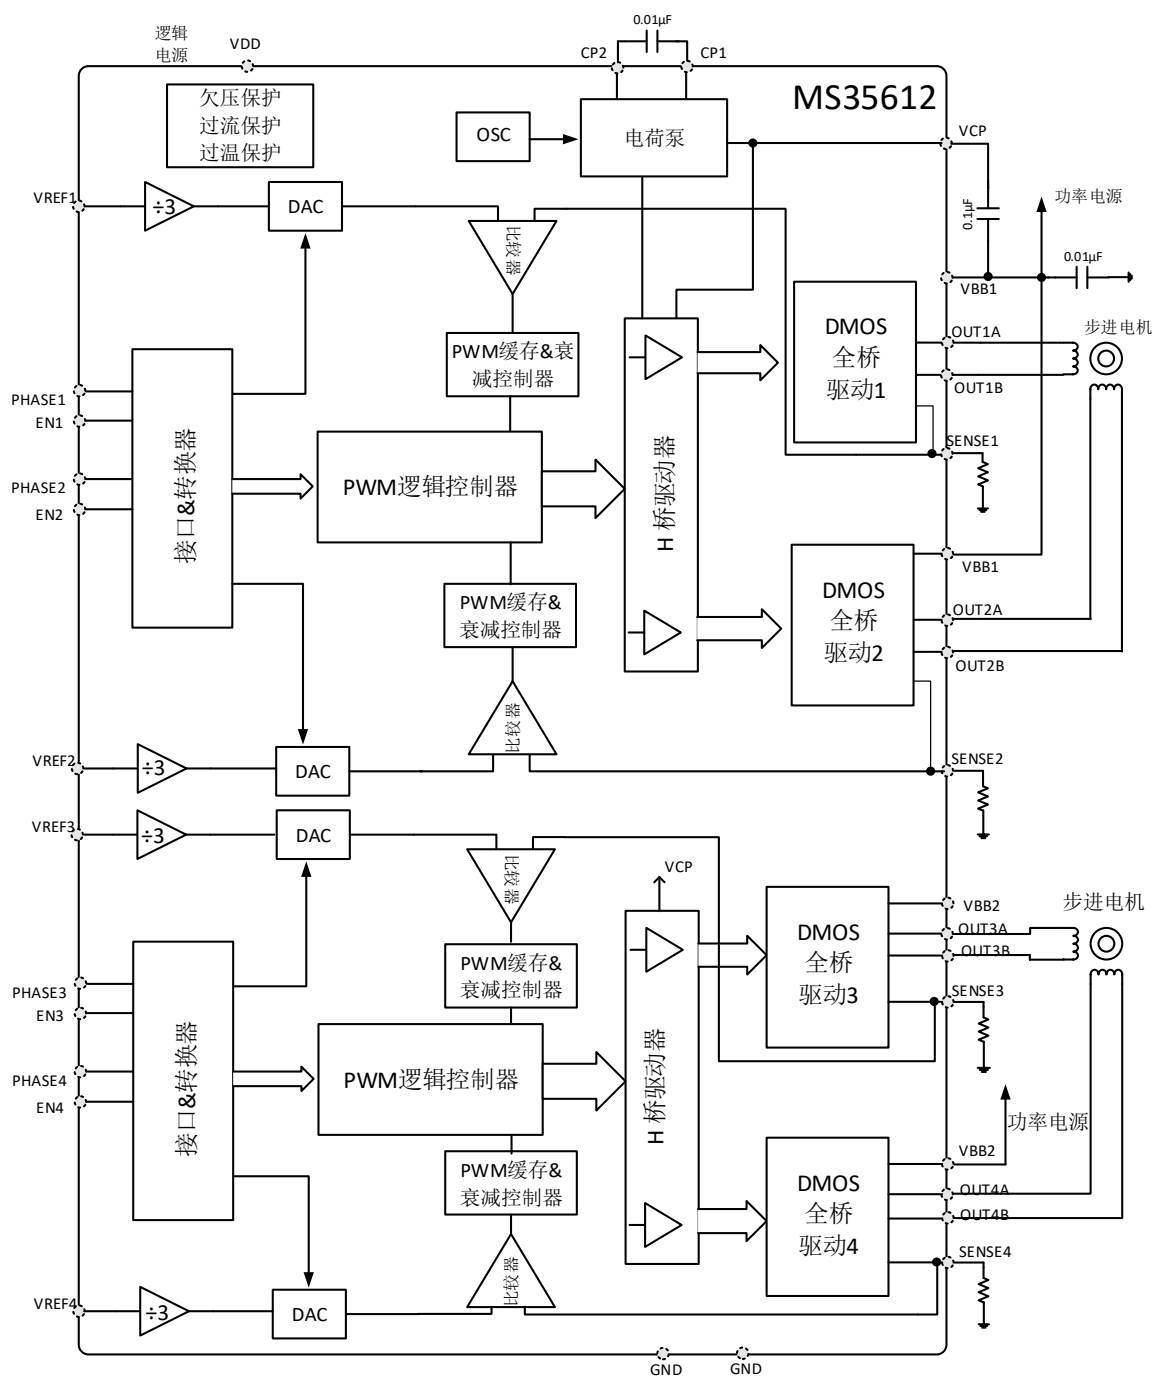 0.01μF
逻辑
电源
VDD
CP2
CP1
MS35612
欠压保护
过流保护
过温保护
OSC
电荷泵
VCP
VREF1
÷3
DAC
比较器
0.1μF
功率电源
0.01μF
VBB1
DMOS
全桥
驱动1
OUT1A
步进电机
OUT1B
PWM缓存&衰
减控制器
PHASE1
EN1
接口&转换器
PWM逻辑控制器
H 桥驱动器
SENSE1
PHASE2
EN2
VBB1
DMOS
全桥
驱动2
OUT2A
OUT2B
PWM缓存&
衰减控制器
比较器
VREF2
÷3
DAC
SENSE2
VREF3
÷3
DAC
比较器
VCP
VBB2
步进电机
DMOS
全桥
驱动3
OUT3A
OUT3B
PWM缓存&
衰减控制器
SENSE3
PHASE3
EN3
接口&转换器
PWM逻辑控制器
H 桥驱动器
PHASE4
EN4
功率电源
VBB2
PWM缓存&
衰减控制器
DMOS
全桥
驱动4
OUT4A
OUT4B
SENSE4
比较器
VREF4
÷3
DAC
GND
GND